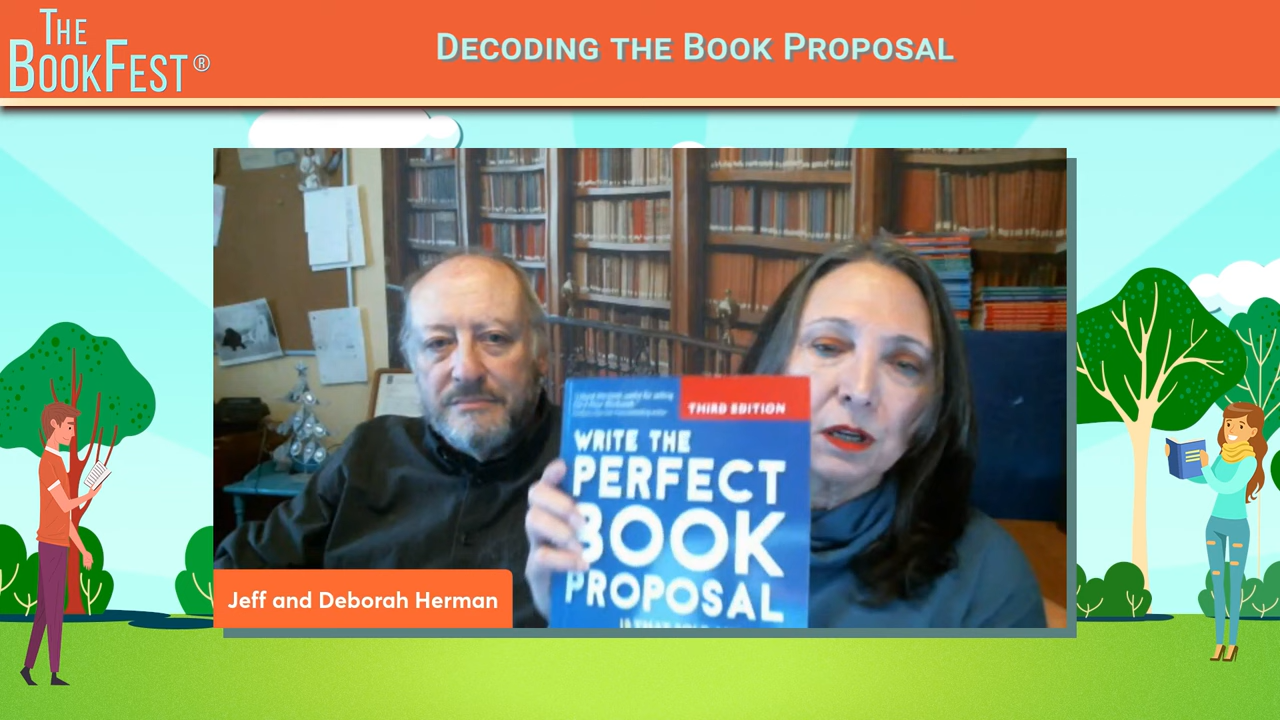 THE
BOOKFEST®
DECODING THE BOOK PROPOSAL
THIRD EDITION
WRITE THE
PERFECT
BOOK
PROPOSAL
Jeff and Deborah Herman